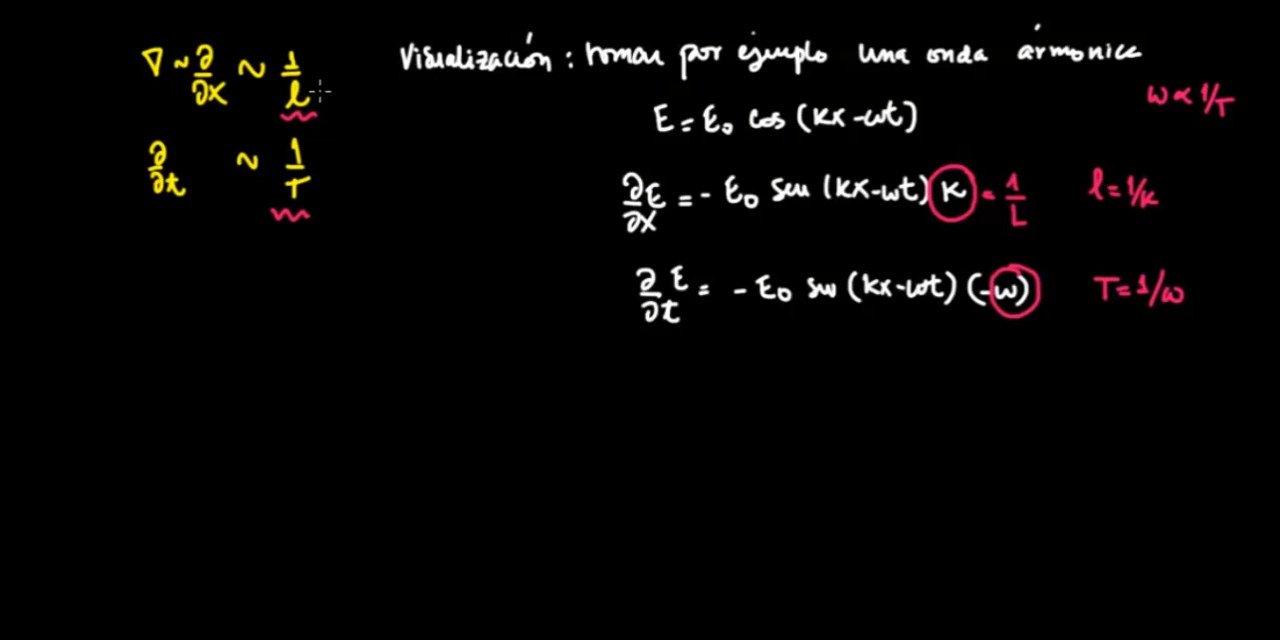 ∇ ~ ∂/∂x ~ 1/l
∂/∂t ~ 1/T
Visualización: tomar por ejemplo una onda ármonica
ω ∝ 1/T
E = E₀ cos (kx - ωt)
∂E/∂x = - E₀ sen (kx - ωt) k = 1/L
l = 1/k
∂E/∂t = - E₀ sen (kx - ωt) (-ω)
T = 1/ω